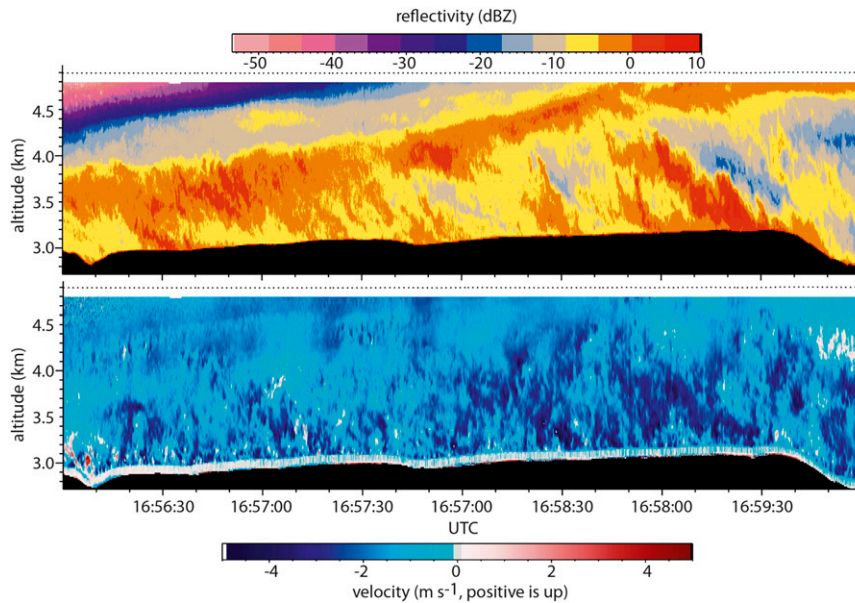 reflectivity (dBZ)
-50 -40 -30 -20 -10 0 10
altitude (km)
4.5
4.0
3.5
3.0
altitude (km)
4.5
4.0
3.5
3.0
16:56:30 16:57:00 16:57:30 16:57:00 16:58:30 16:58:00 16:59:30
UTC
-4 -2 0 2 4
velocity (m s-1, positive is up)